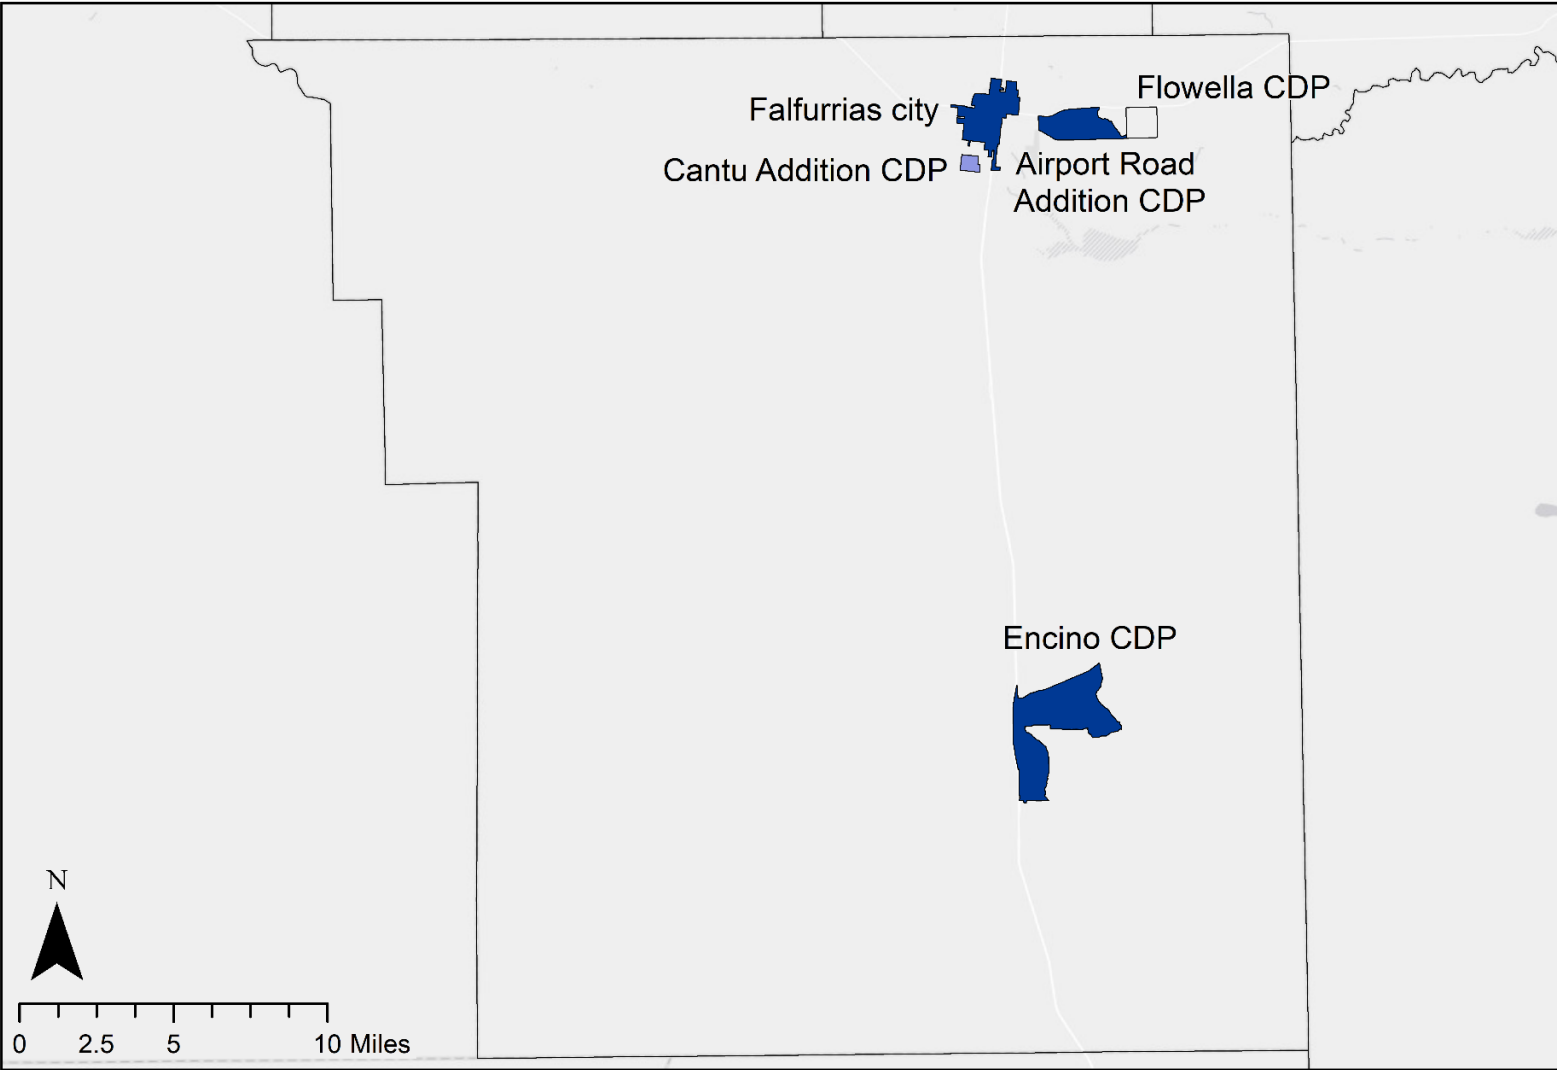 Flowella CDP
Falfurrias city
Cantu Addition CDP
Airport Road
Addition CDP
Encino CDP
N
0 2.5 5 10 Miles